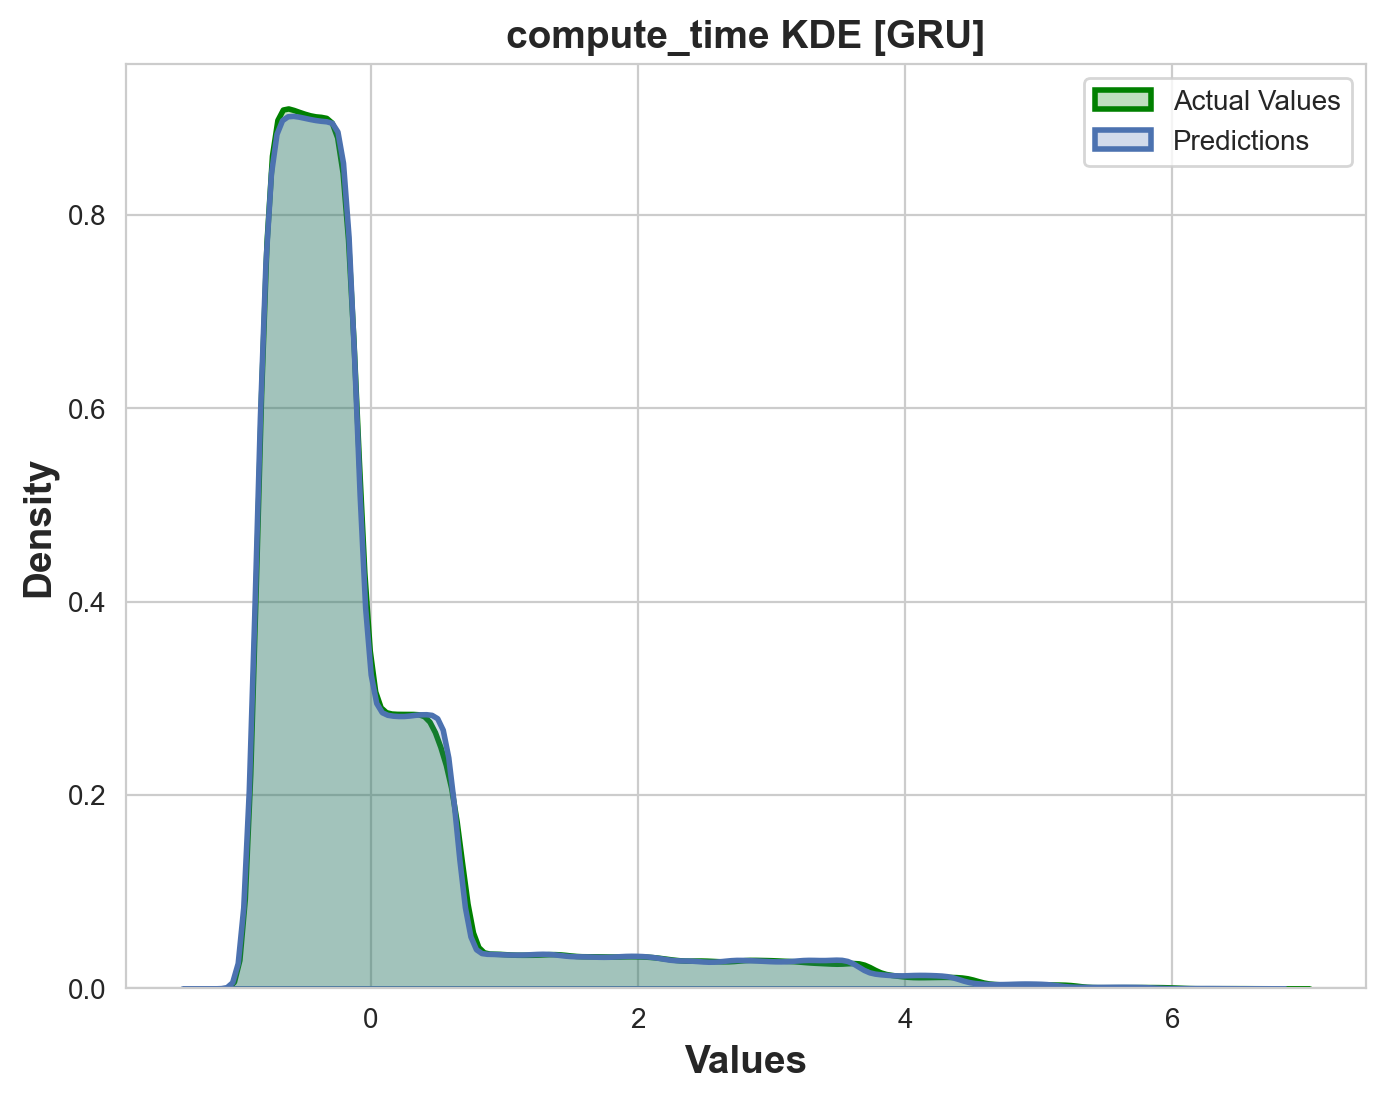 compute_time KDE [GRU]
Actual Values
Predictions
Density
0.8
0.6
0.4
0.2
0.0
0 2 4 6
Values